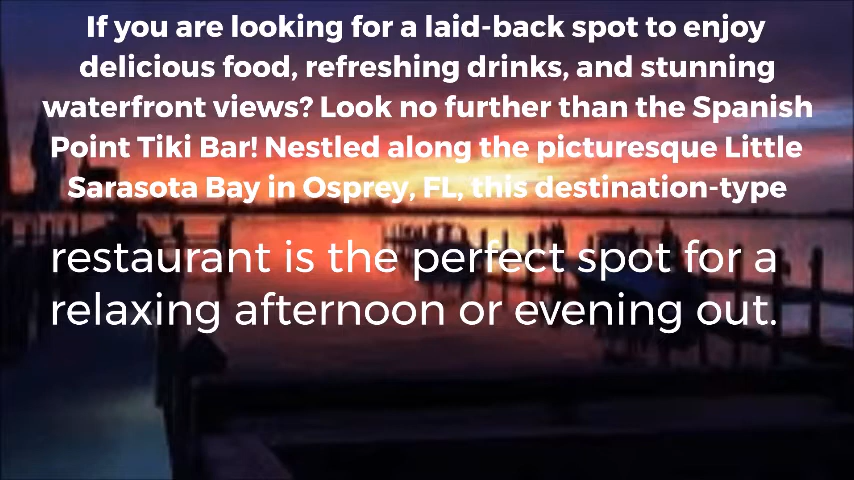 If you are looking for a laid-back spot to enjoy
delicious food, refreshing drinks, and stunning
waterfront views? Look no further than the Spanish
Point Tiki Bar! Nestled along the picturesque Little
Sarasota Bay in Osprey, FL, this destination-type
restaurant is the perfect spot for a
relaxing afternoon or evening out.